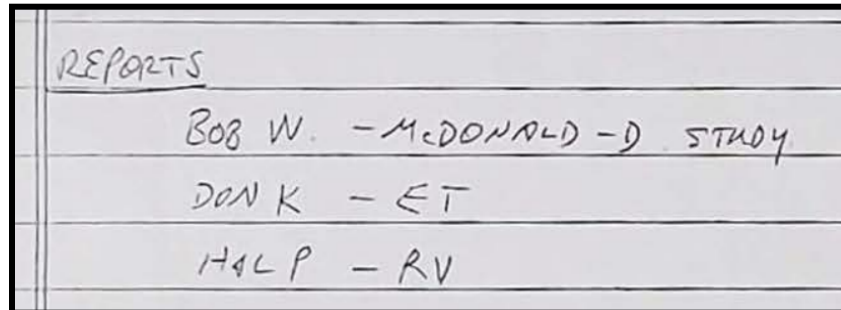 REPORTS
BOB W. - McDONALD - D STUDY
DON K - ET
HAL P - RV